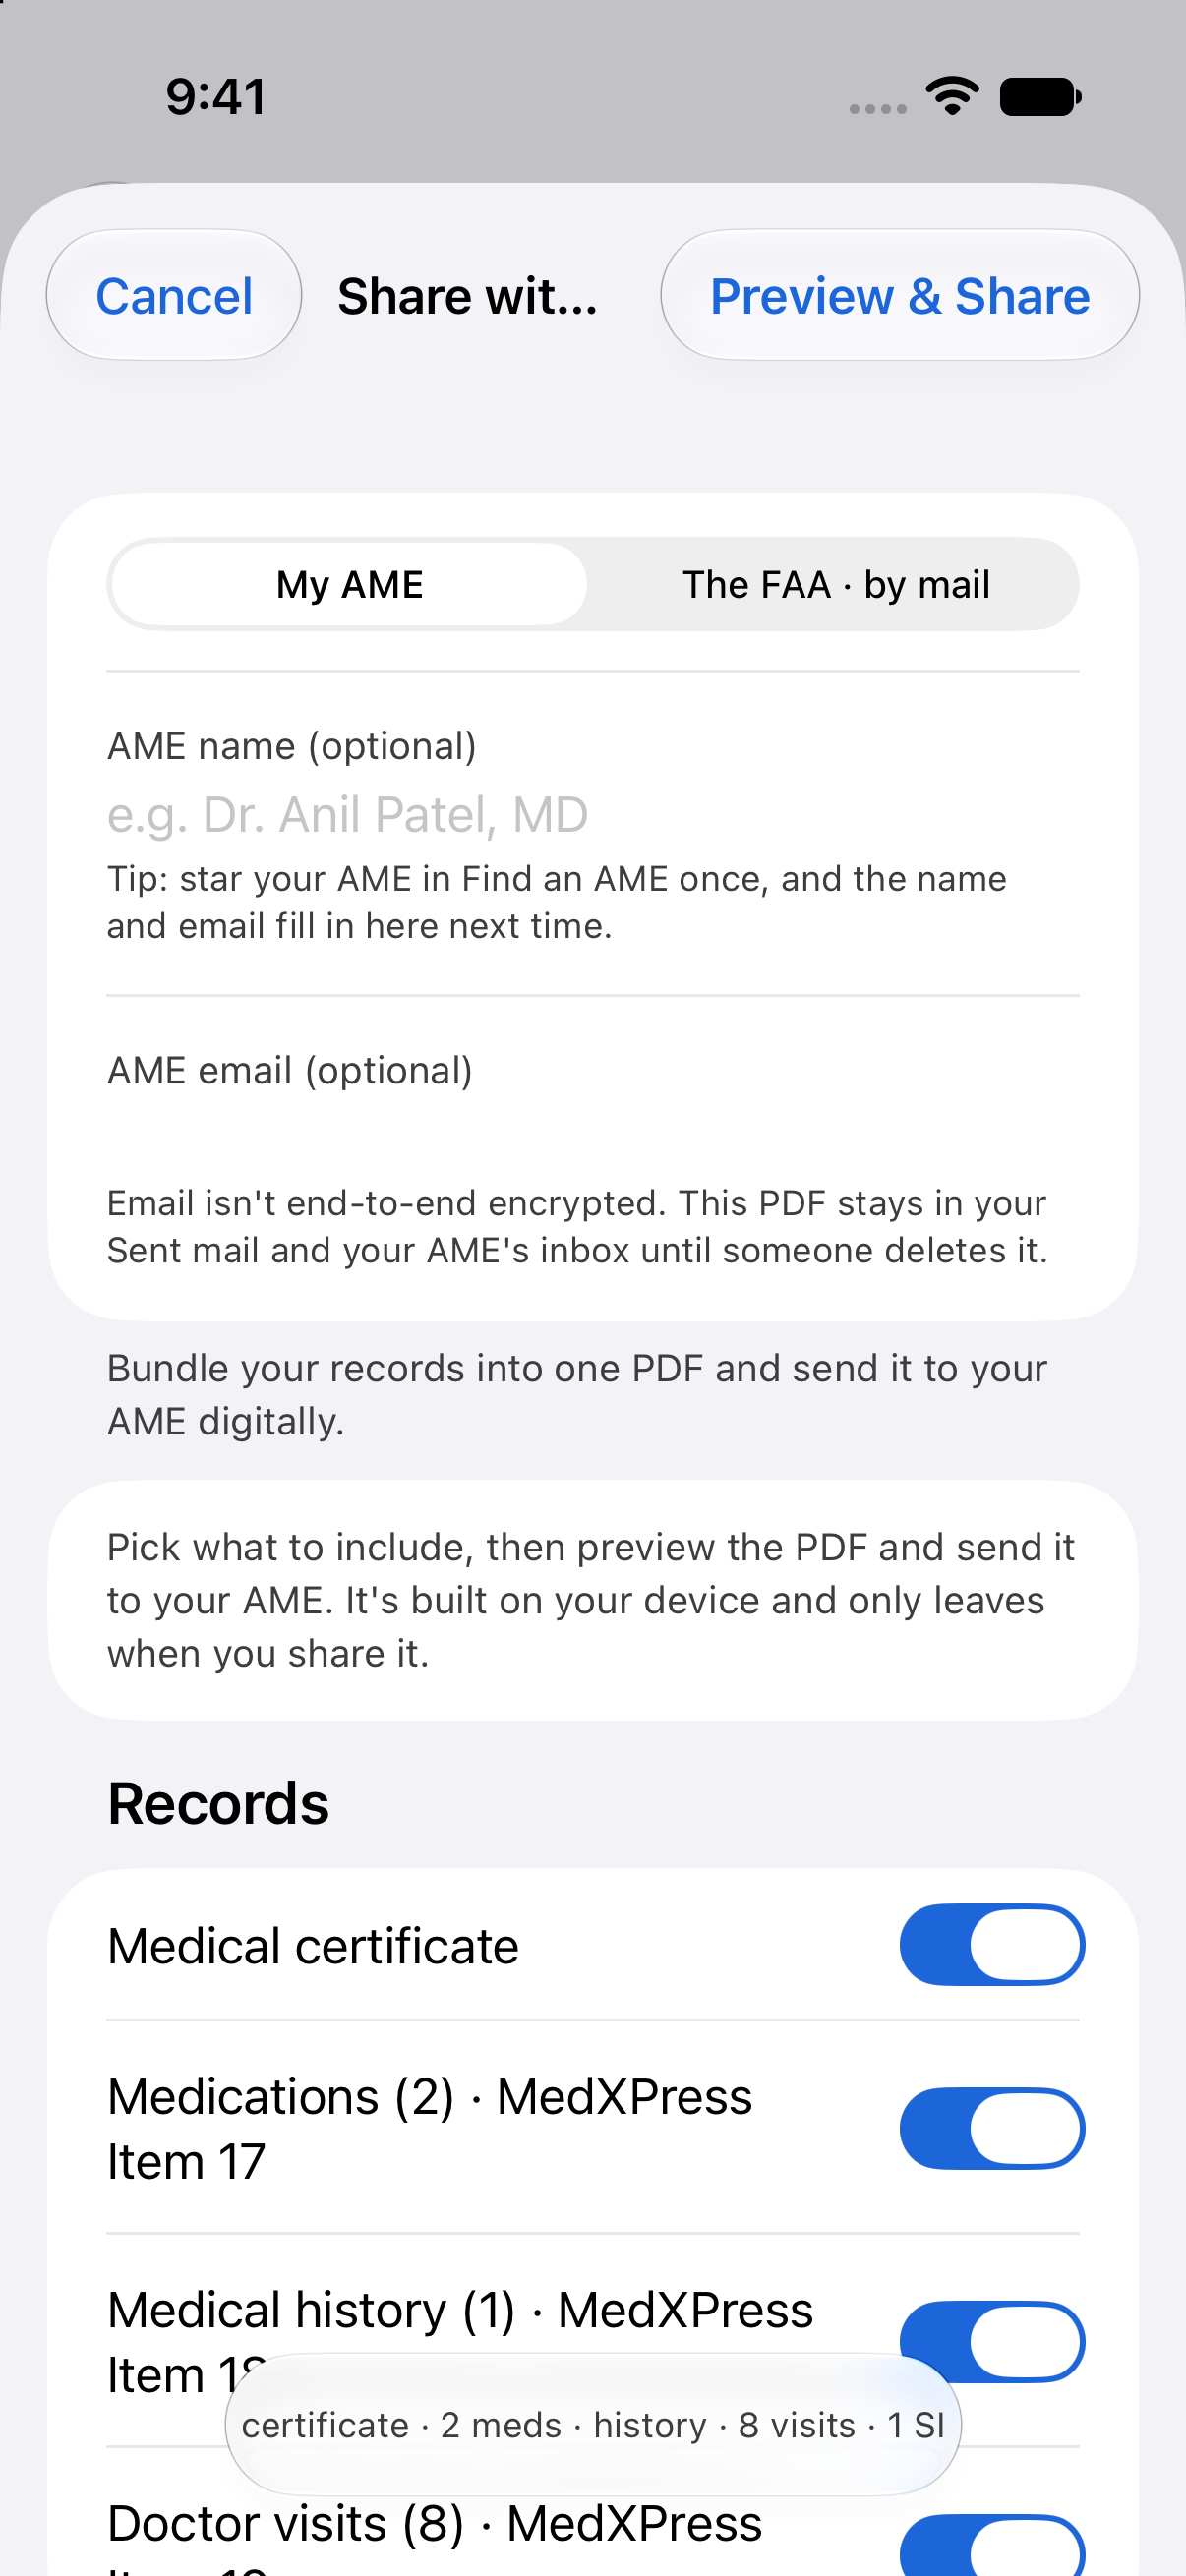 9:41
Cancel
Share wit...
Preview & Share
My AME
The FAA · by mail
AME name (optional)
e.g. Dr. Anil Patel, MD
Tip: star your AME in Find an AME once, and the name
and email fill in here next time.
AME email (optional)
Email isn't end-to-end encrypted. This PDF stays in your
Sent mail and your AME's inbox until someone deletes it.
Bundle your records into one PDF and send it to your
AME digitally.
Pick what to include, then preview the PDF and send it
to your AME. It's built on your device and only leaves
when you share it.
Records
Medical certificate
Medications (2) · MedXPress
Item 17
Medical history (1) · MedXPress
Item
certificate · 2 meds · history · 8 visits · 1 SI
Doctor visits (8) · MedXPress